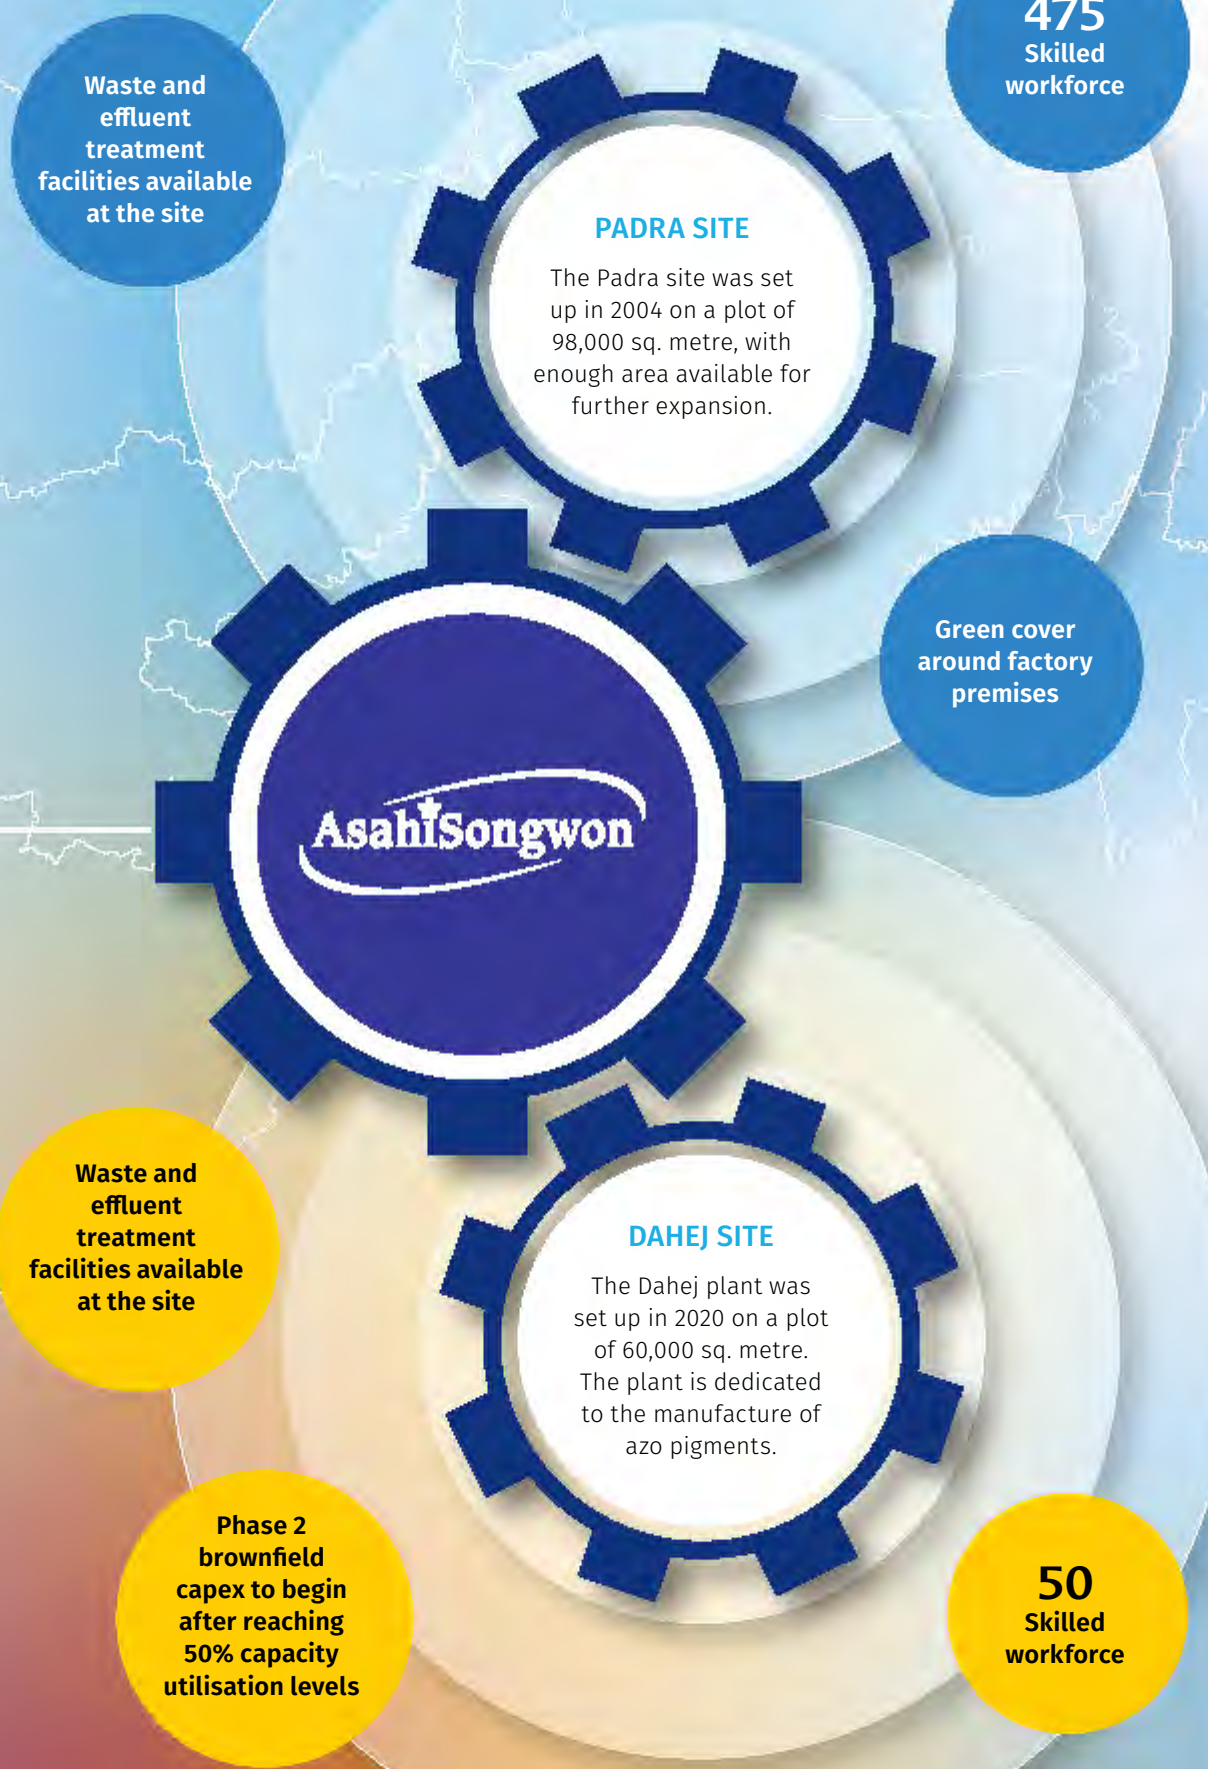 475
Skilled
workforce
Waste and
effluent
treatment
facilities available
at the site
PADRA SITE
The Padra site was set
up in 2004 on a plot of
98,000 sq. metre, with
enough area available for
further expansion.
Green cover
around factory
premises
AsahiSongwon
Waste and
effluent
treatment
facilities available
at the site
DAHEJ SITE
The Dahej plant was
set up in 2020 on a plot
of 60,000 sq. metre.
The plant is dedicated
to the manufacture of
azo pigments.
Phase 2
brownfield
capex to begin
after reaching
50% capacity
utilisation levels
50
Skilled
workforce